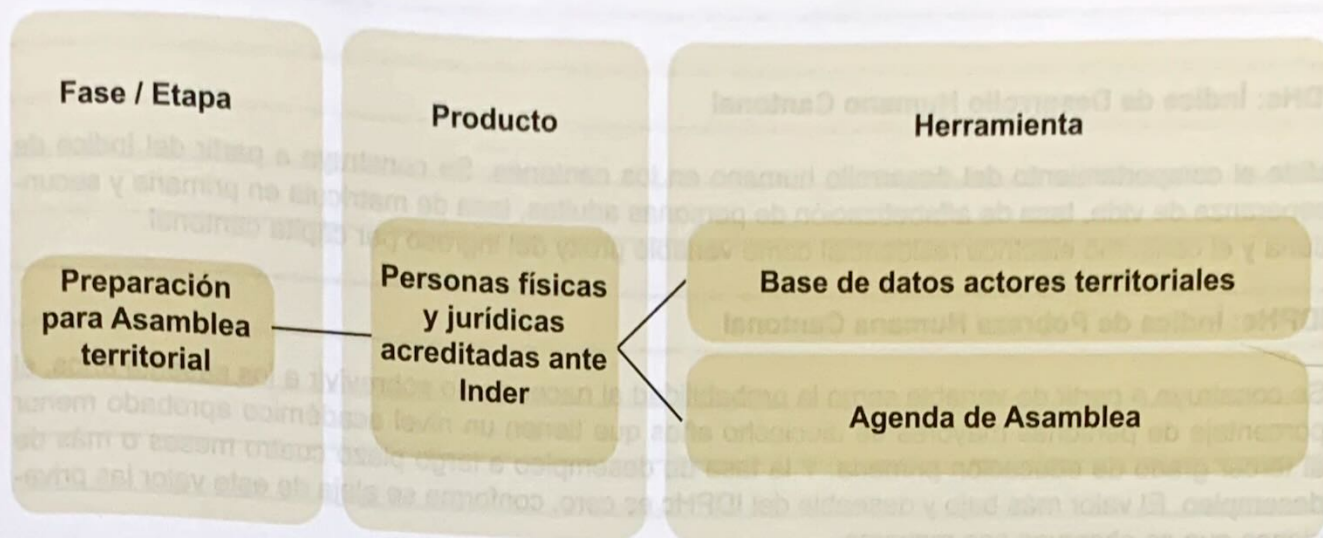 Fase / Etapa
Producto
Herramienta
Preparación
para Asamblea
territorial
Personas físicas
y jurídicas
acreditadas ante
Inder
Base de datos actores territoriales
Agenda de Asamblea